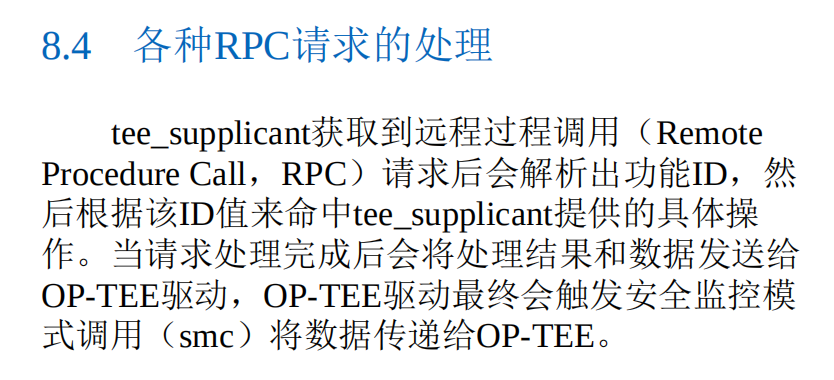 8.4 各种RPC请求的处理
tee_supplicant获取到远程过程调用（Remote
Procedure Call，RPC）请求后会解析出功能ID，然
后根据该ID值来命中tee_supplicant提供的具体操
作。当请求处理完成后会将处理结果和数据发送给
OP-TEE驱动，OP-TEE驱动最终会触发安全监控模
式调用（smc）将数据传递给OP-TEE。